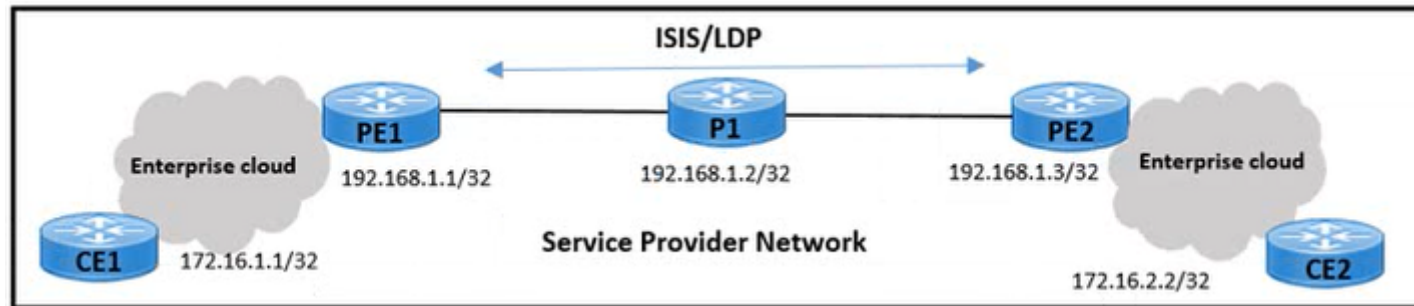 ISIS/LDP
PE1
P1
PE2
Enterprise cloud
Enterprise cloud
192.168.1.1/32
192.168.1.2/32
192.168.1.3/32
Service Provider Network
CE1
172.16.1.1/32
172.16.2.2/32
CE2